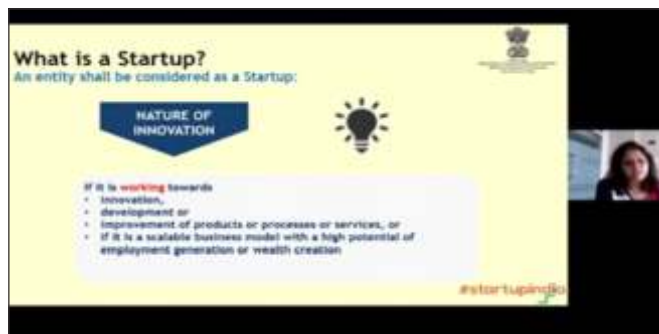 What is a Startup?
An entity shall be considered as a Startup:
NATURE OF
INNOVATION
If it is working towards
• innovation,
• development or
• improvement of products or processes or services, or
• if it is a scalable business model with a high potential of
employment generation or wealth creation
#startupindia